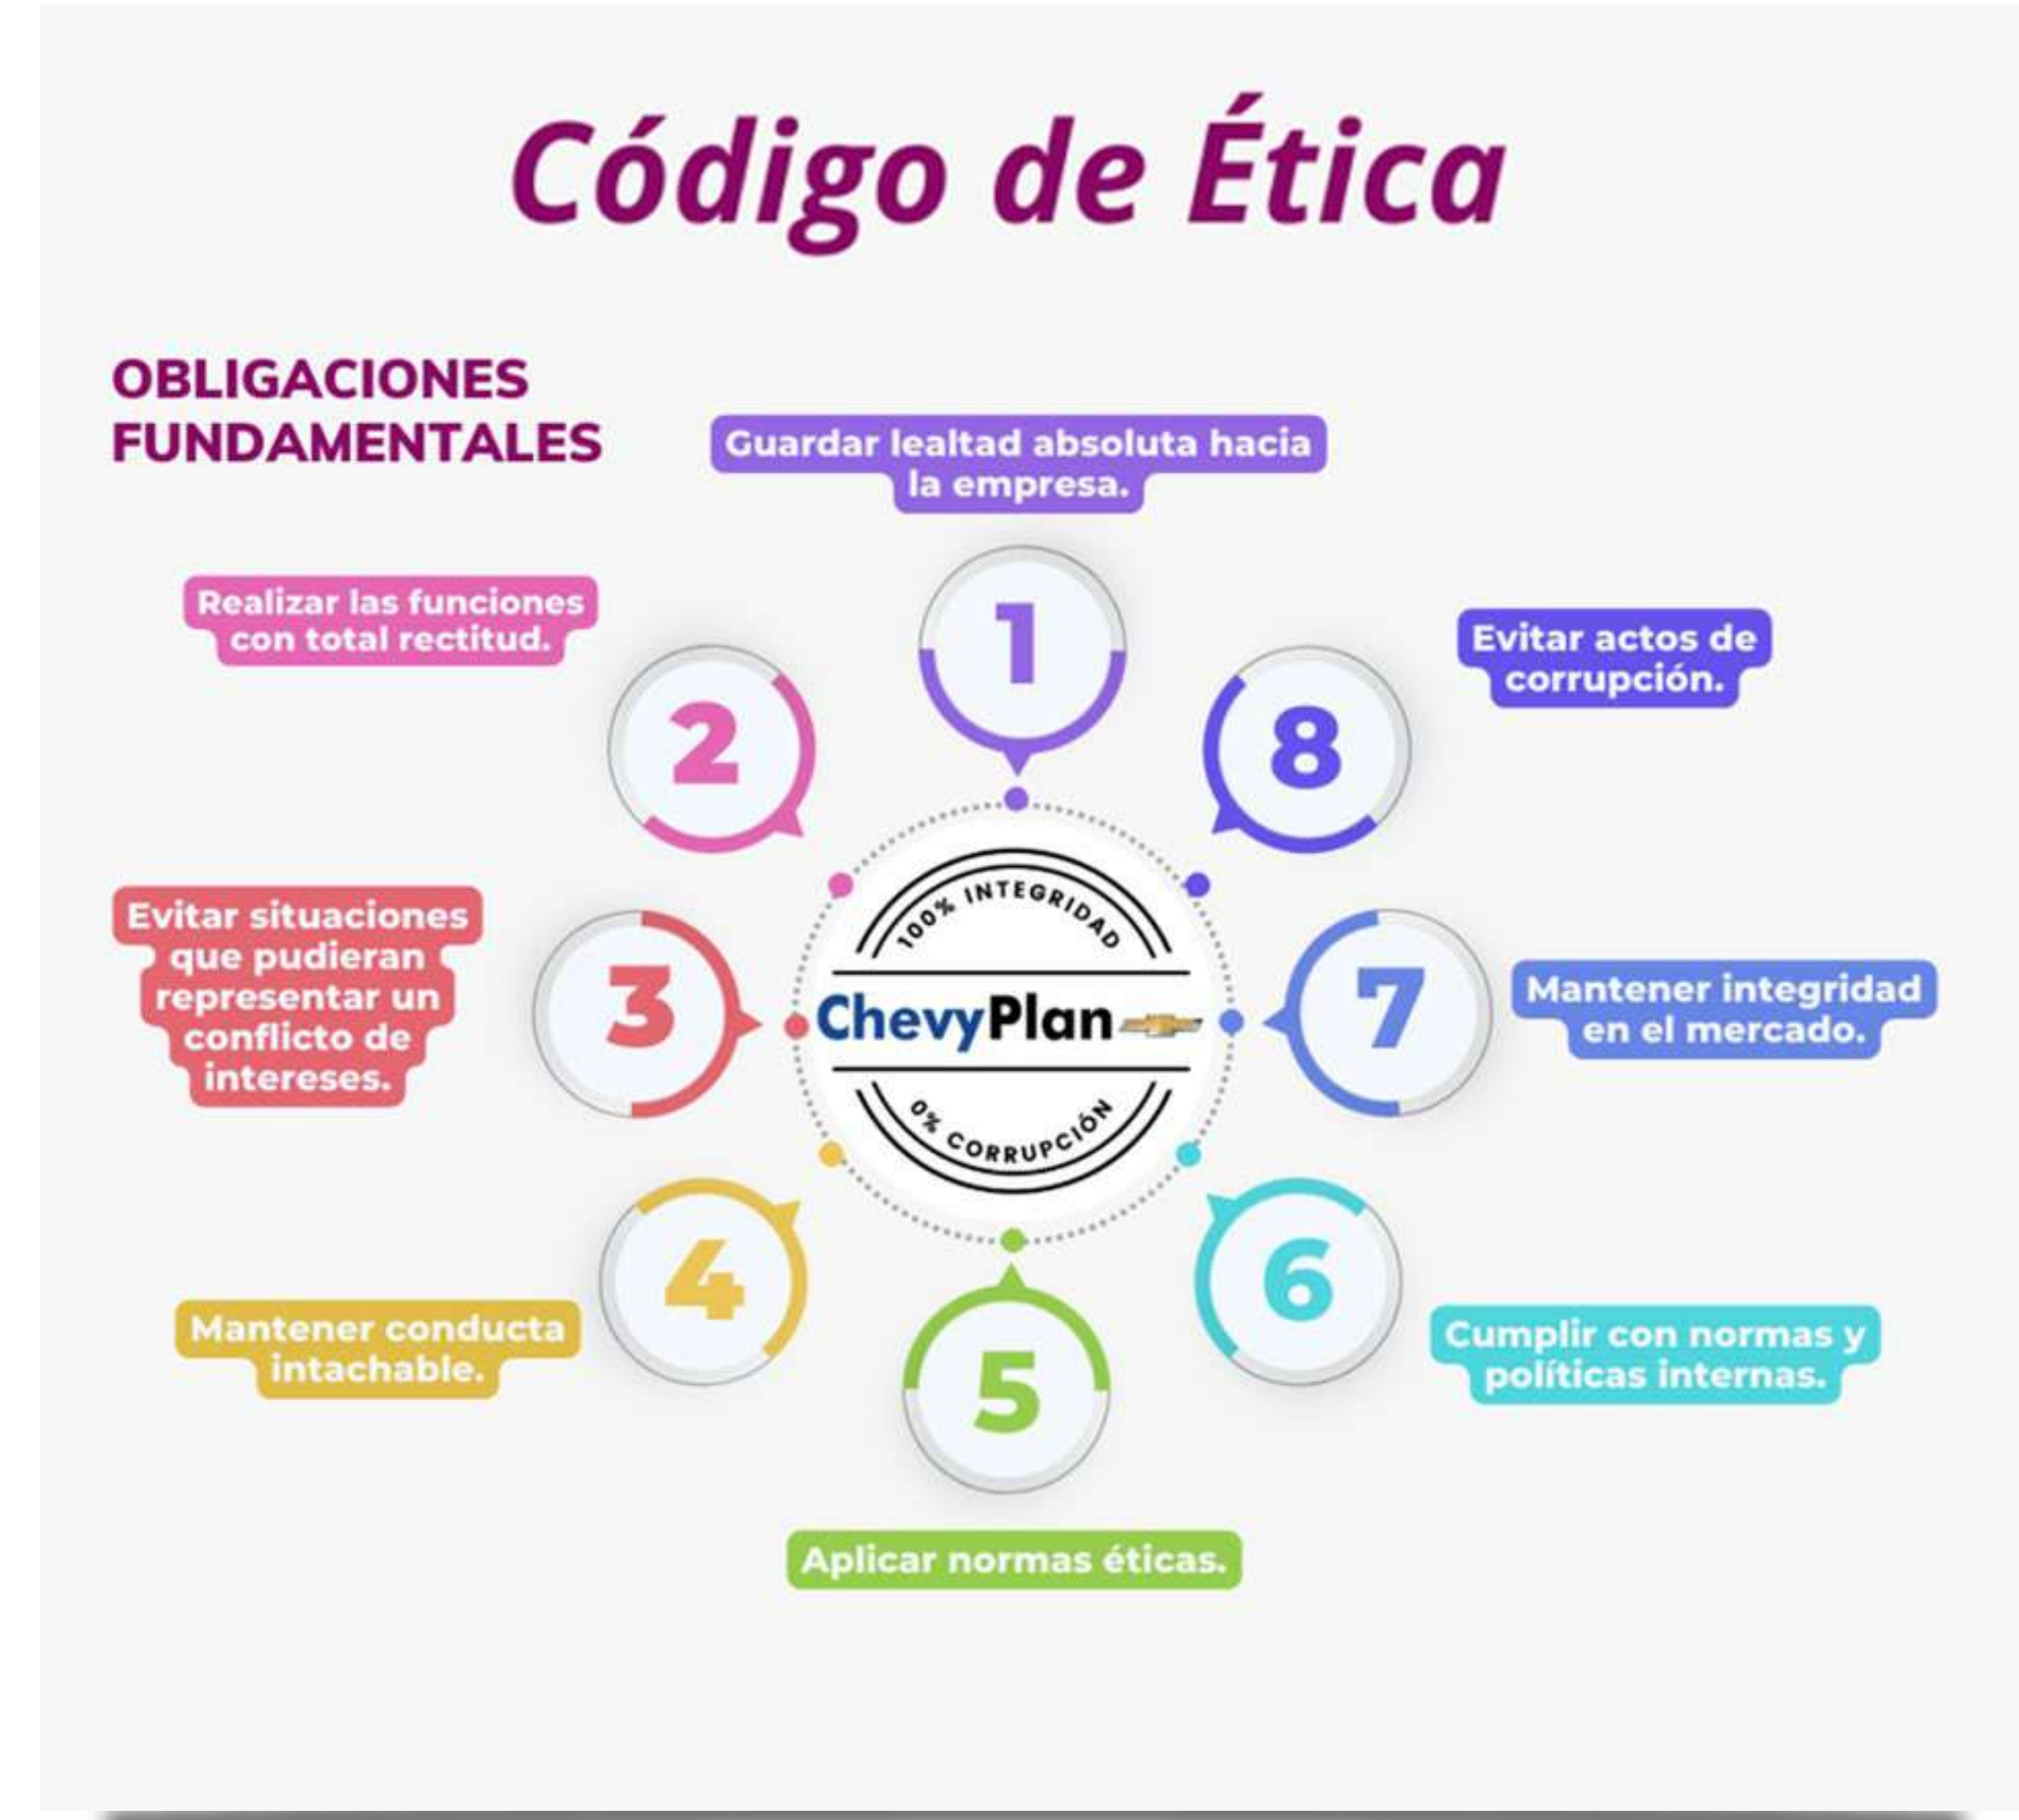 Código de Ética
OBLIGACIONES
FUNDAMENTALES
Guardar lealtad absoluta hacia
la empresa.
1
Realizar las funciones
con total rectitud.
2
Evitar situaciones
que pudieran
representar un
conflicto de
intereses.
3
Mantener conducta
intachable.
4
5
Aplicar normas éticas.
6
Cumplir con normas y
políticas internas.
7
Mantener integridad
en el mercado.
8
Evitar actos de
corrupción.
100% INTEGRIDAD
ChevyPlan
0% CORRUPCIÓN